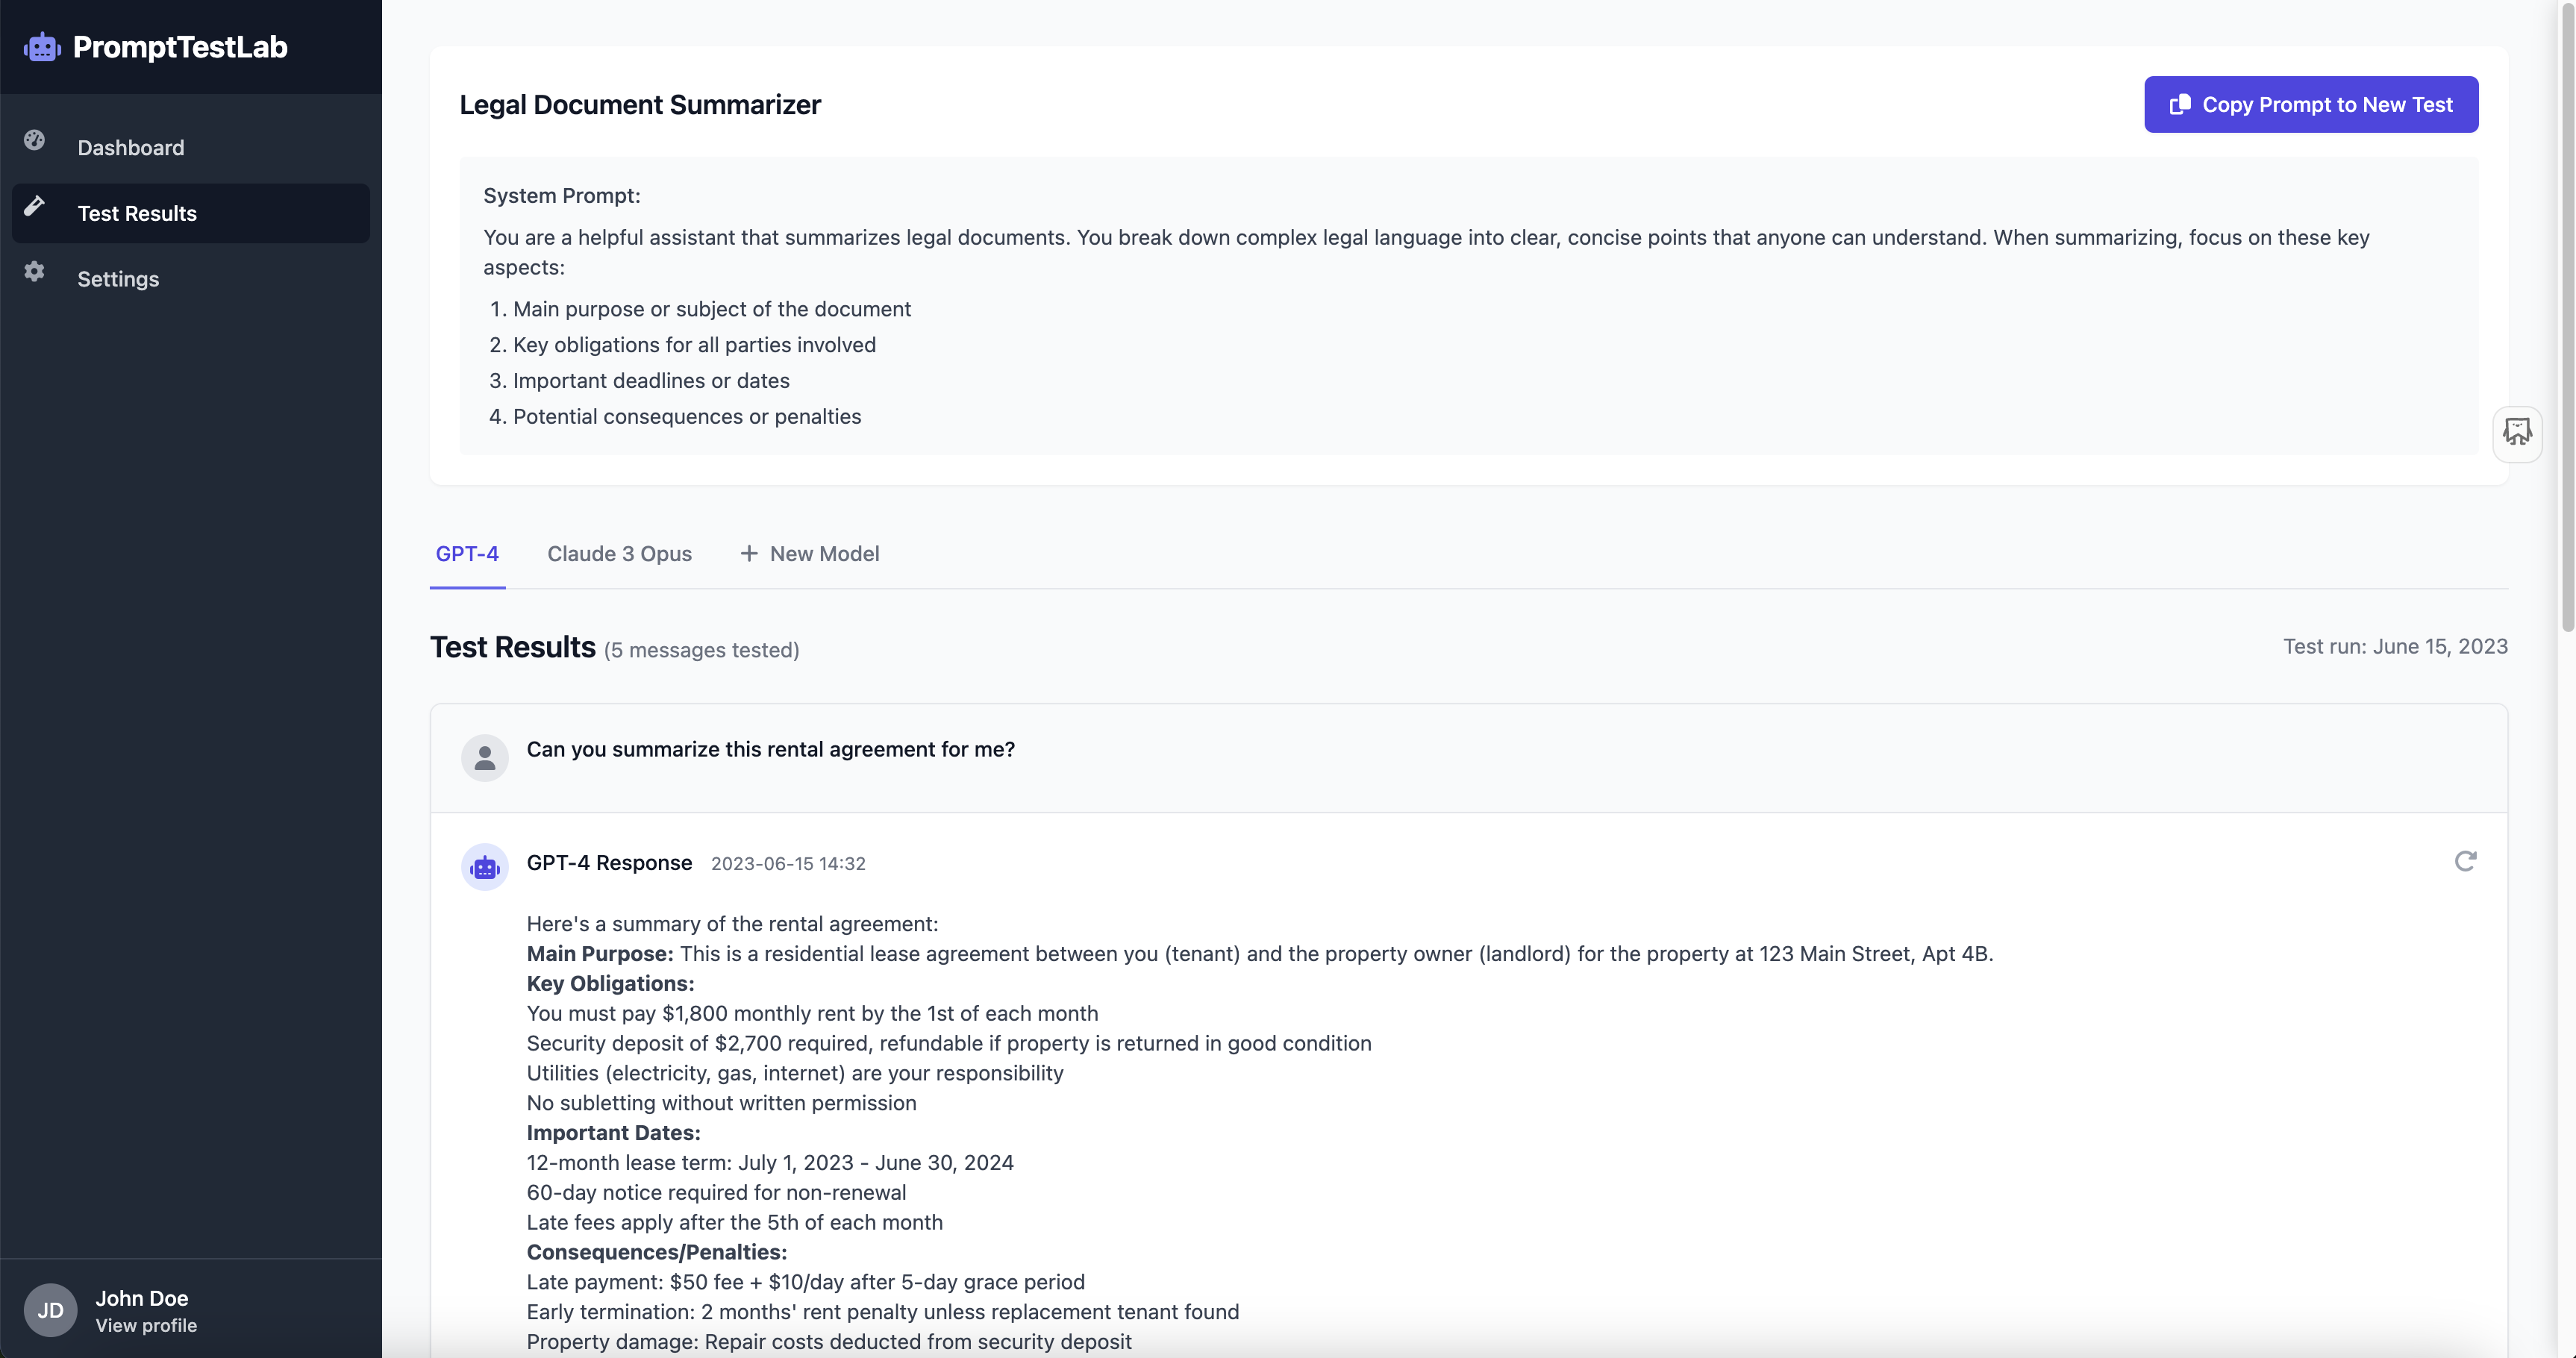 PromptTestLab
Dashboard
Test Results
Settings
John Doe
View profile
JD
Legal Document Summarizer
Copy Prompt to New Test
System Prompt:
You are a helpful assistant that summarizes legal documents. You break down complex legal language into clear, concise points that anyone can understand. When summarizing, focus on these key
aspects:
1. Main purpose or subject of the document
2. Key obligations for all parties involved
3. Important deadlines or dates
4. Potential consequences or penalties
GPT-4
Claude 3 Opus
+ New Model
Test Results (5 messages tested)
Test run: June 15, 2023
Can you summarize this rental agreement for me?
GPT-4 Response 2023-06-15 14:32
Here's a summary of the rental agreement:
Main Purpose: This is a residential lease agreement between you (tenant) and the property owner (landlord) for the property at 123 Main Street, Apt 4B.
Key Obligations:
You must pay $1,800 monthly rent by the 1st of each month
Security deposit of $2,700 required, refundable if property is returned in good condition
Utilities (electricity, gas, internet) are your responsibility
No subletting without written permission
Important Dates:
12-month lease term: July 1, 2023 - June 30, 2024
60-day notice required for non-renewal
Late fees apply after the 5th of each month
Consequences/Penalties:
Late payment: $50 fee + $10/day after 5-day grace period
Early termination: 2 months' rent penalty unless replacement tenant found
Property damage: Repair costs deducted from security deposit